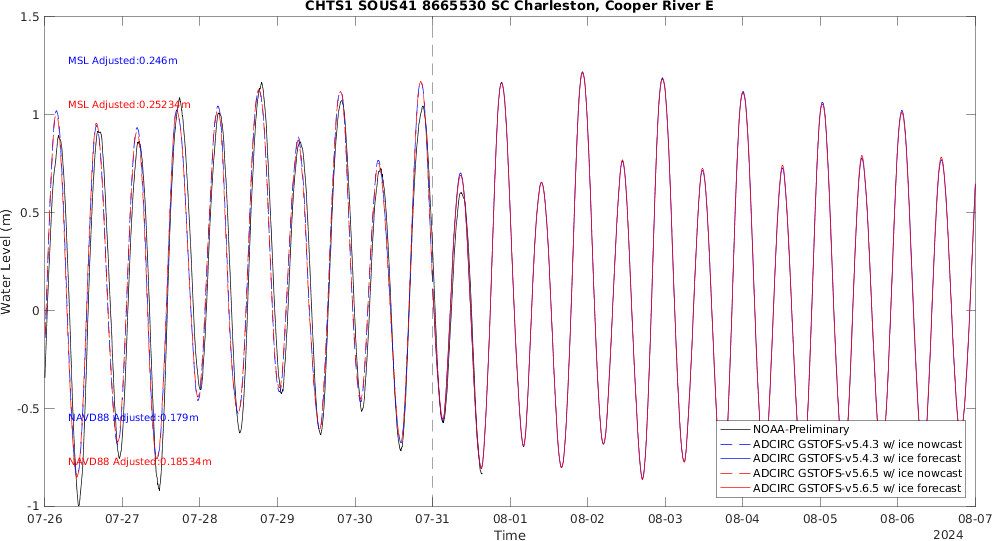 CHTS1 SOUS41 8665530 SC Charleston, Cooper River E
1.5
1
0.5
0
-0.5
-1
Water Level (m)
MSL Adjusted:0.246m
MSL Adjusted:0.25234m
NAVD88 Adjusted:0.179m
NAVD88 Adjusted:0.18534m
NOAA-Preliminary
ADCIRC GSTOFS-v5.4.3 w/ ice nowcast
ADCIRC GSTOFS-v5.4.3 w/ ice forecast
ADCIRC GSTOFS-v5.6.5 w/ ice nowcast
ADCIRC GSTOFS-v5.6.5 w/ ice forecast
07-26 07-27 07-28 07-29 07-30 07-31 08-01 08-02 08-03 08-04 08-05 08-06 08-07
Time
2024